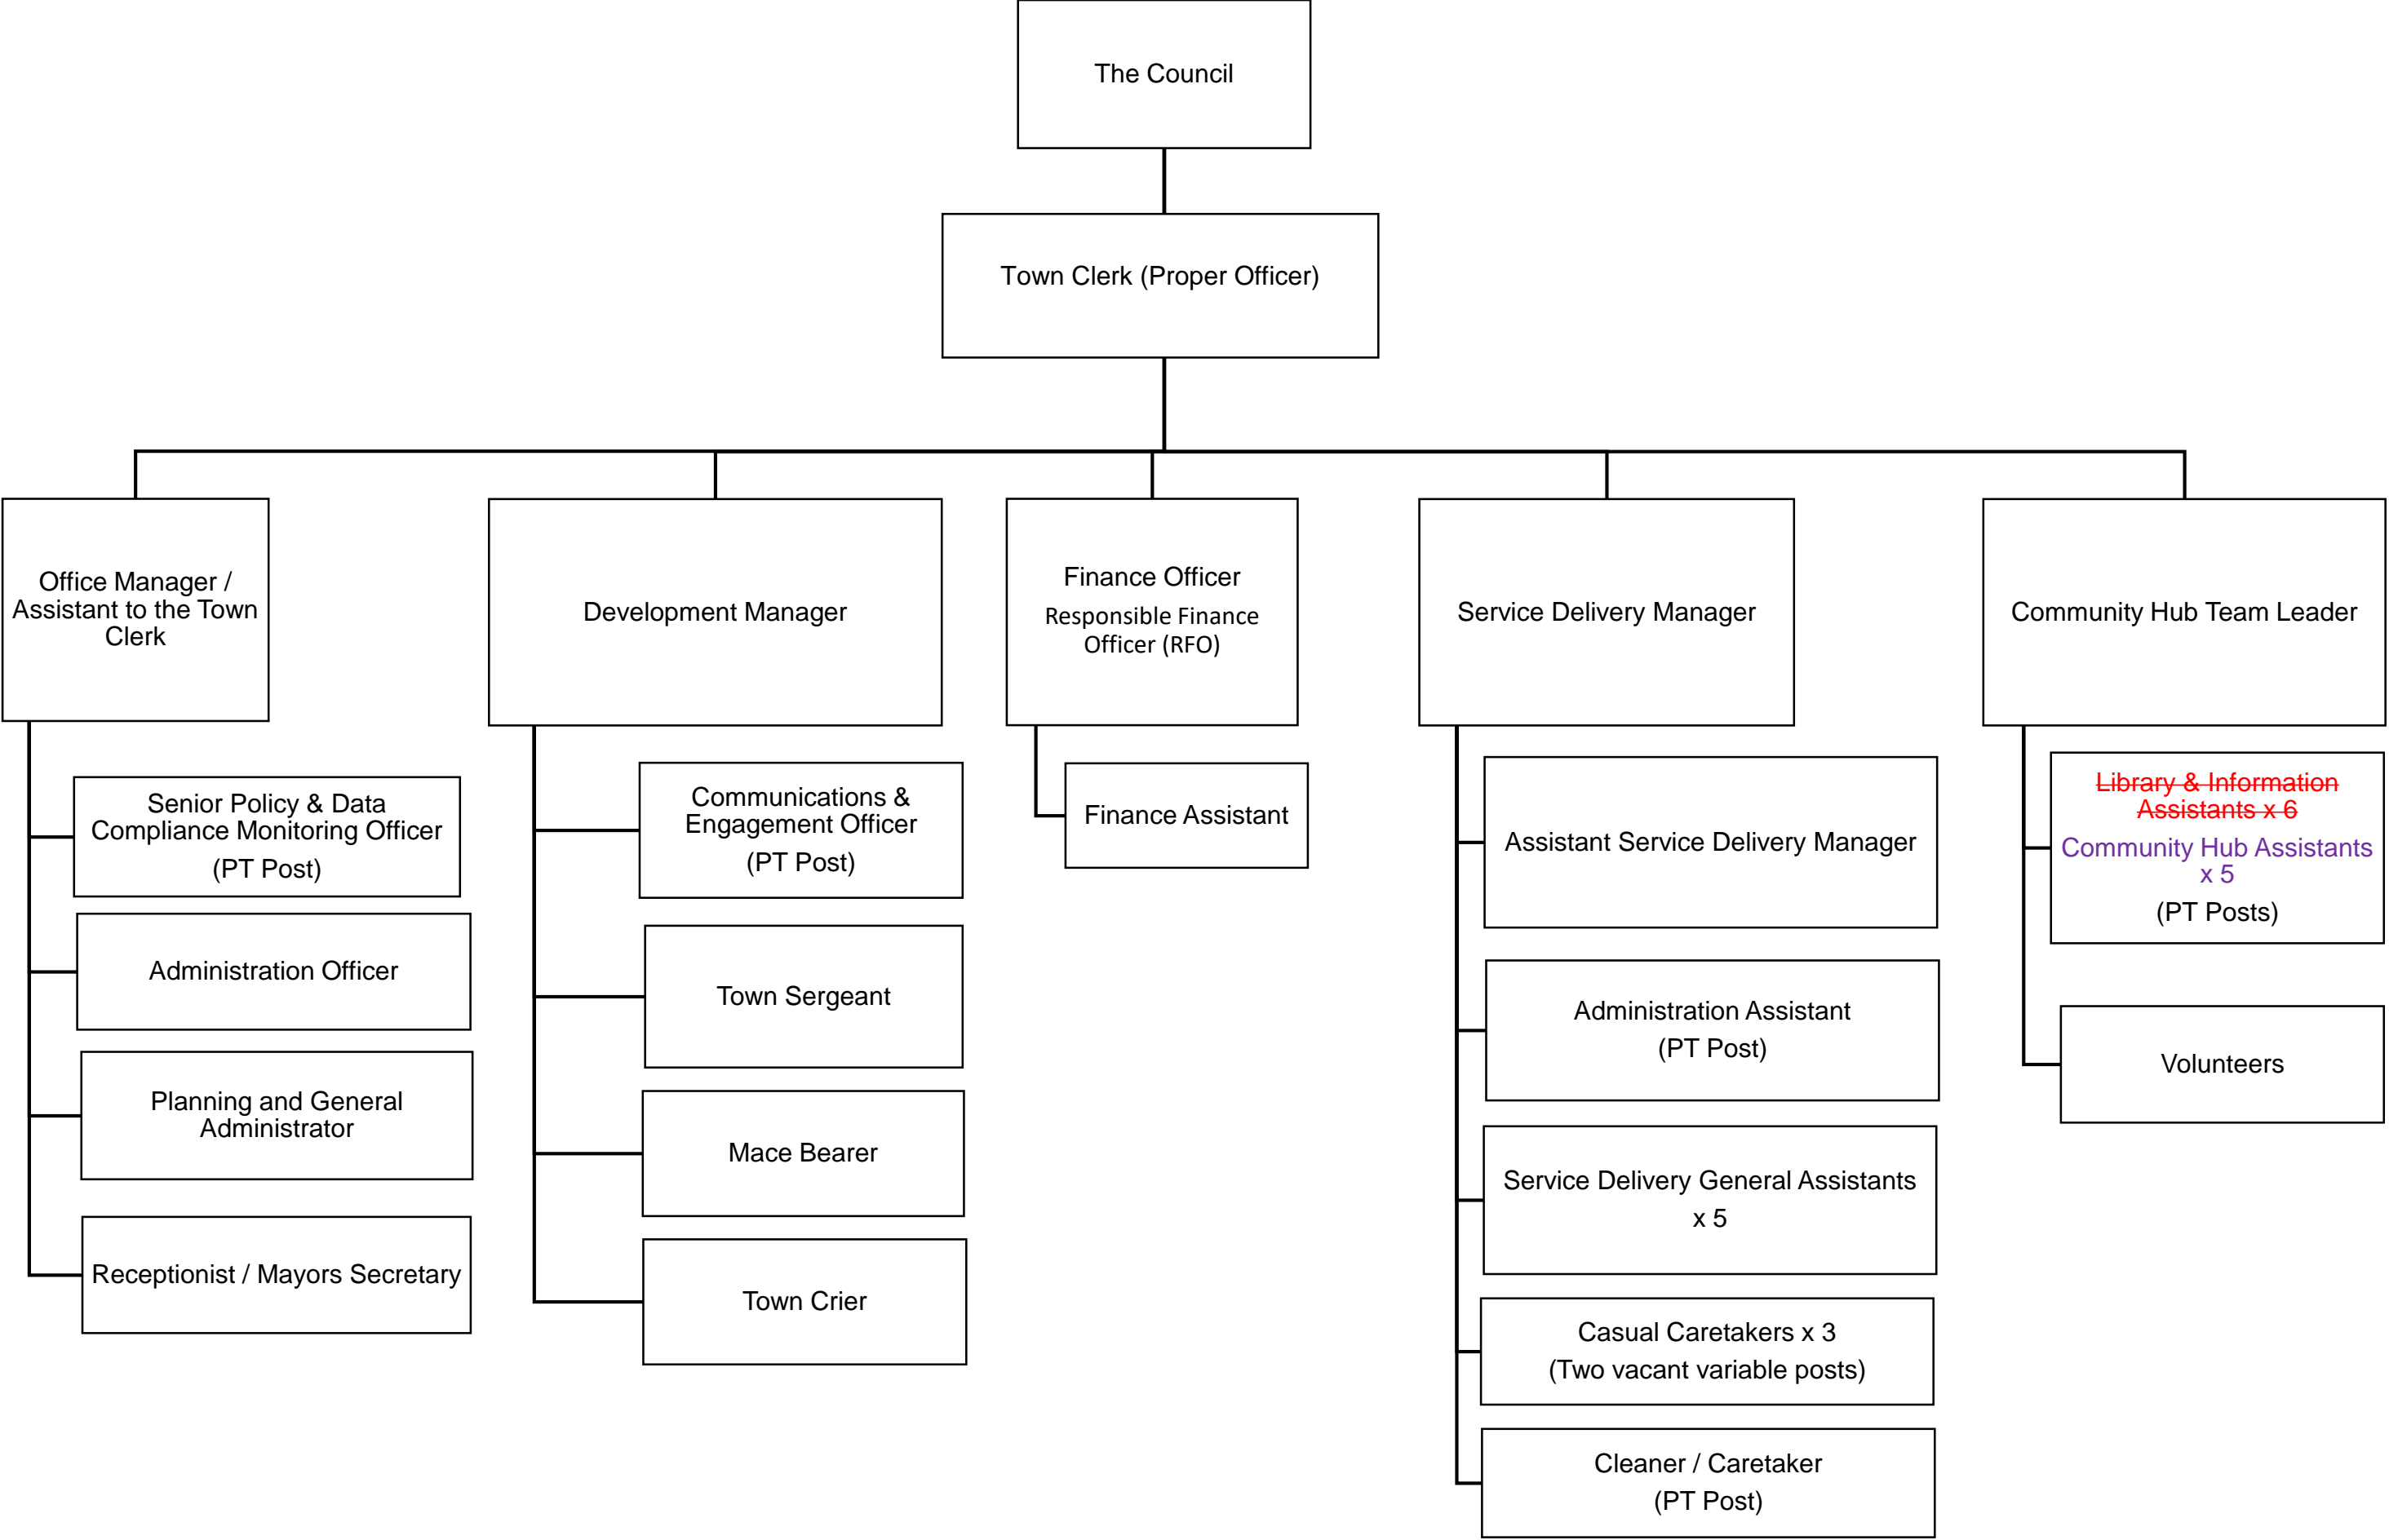 The Council
Town Clerk (Proper Officer)
Office Manager /
Assistant to the Town
Clerk
Senior Policy & Data
Compliance Monitoring Officer
(PT Post)
Administration Officer
Planning and General
Administrator
Receptionist / Mayors Secretary
Development Manager
Communications &
Engagement Officer
(PT Post)
Town Sergeant
Mace Bearer
Town Crier
Finance Officer
Responsible Finance
Officer (RFO)
Finance Assistant
Service Delivery Manager
Assistant Service Delivery Manager
Administration Assistant
(PT Post)
Service Delivery General Assistants
x 5
Casual Caretakers x 3
(Two vacant variable posts)
Cleaner / Caretaker
(PT Post)
Community Hub Team Leader
Library & Information
Assistants x 6
Community Hub Assistants
x 5
(PT Posts)
Volunteers